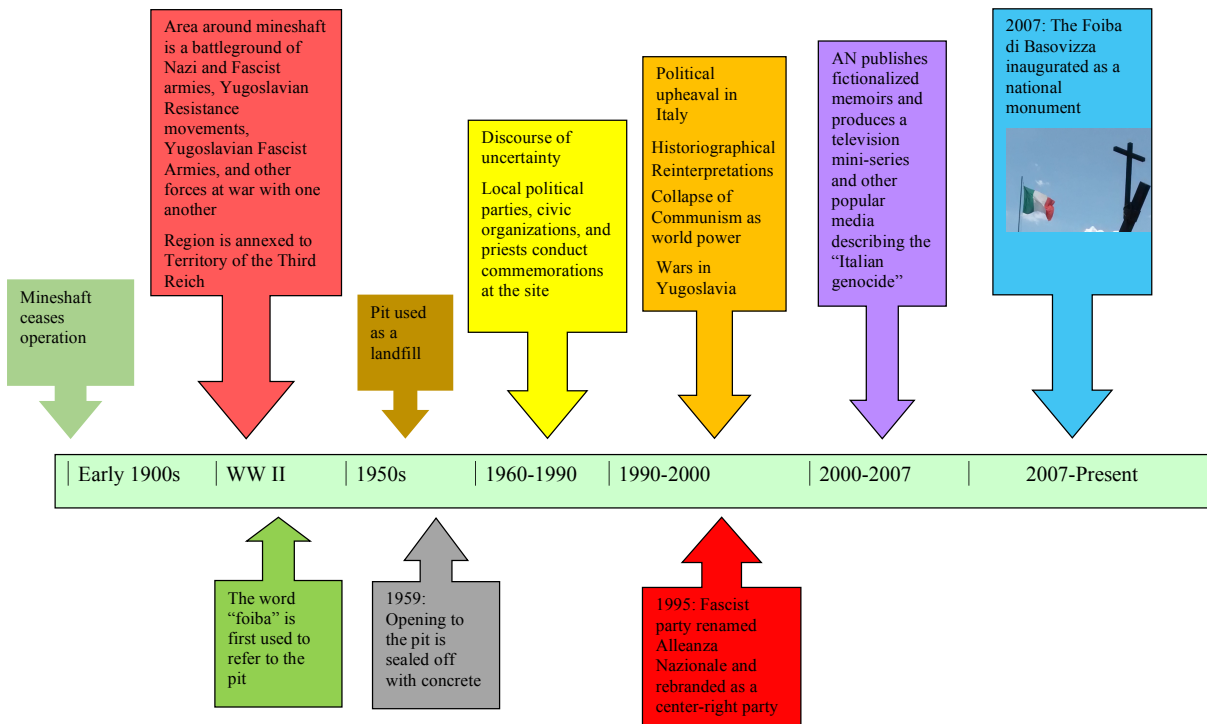 Mineshaft
ceases
operation
Area around mineshaft
is a battleground of
Nazi and Fascist
armies, Yugoslavian
Resistance
movements,
Yugoslavian Fascist
Armies, and other
forces at war with one
another
Region is annexed to
Territory of the Third
Reich
Pit used
as a
landfill
Discourse of
uncertainty
Local political
parties, civic
organizations, and
priests conduct
commemorations
at the site
Political
upheaval in
Italy
Historiographical
Reinterpretations
Collapse of
Communism as
world power
Wars in
Yugoslavia
AN publishes
fictionalized
memoirs and
produces a
television
mini-series
and other
popular
media
describing the
“Italian
genocide”
2007: The Foiba
di Basovizza
inaugurated as a
national
monument
Early 1900s
WW II
1950s
1960-1990
1990-2000
2000-2007
2007-Present
The word
“foiba” is
first used to
refer to the
pit
1959:
Opening to
the pit is
sealed off
with concrete
1995: Fascist
party renamed
Alleanza
Nazionale and
rebranded as a
center-right party